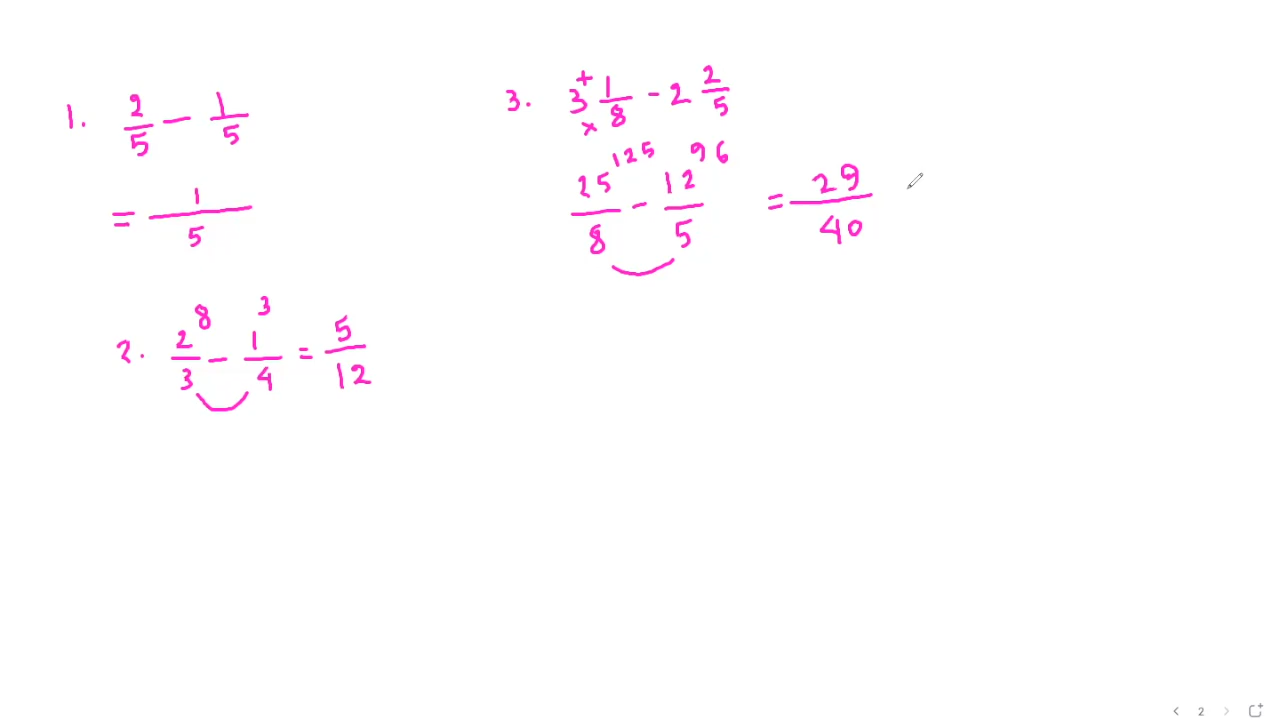 1. 2/5 - 1/5
= 1/5
2. 2/3 8 - 1/4 3 = 5/12
3. 3 + × 1/8 - 2 2/5
25/8 125 - 12/5 96 = 29/40
2